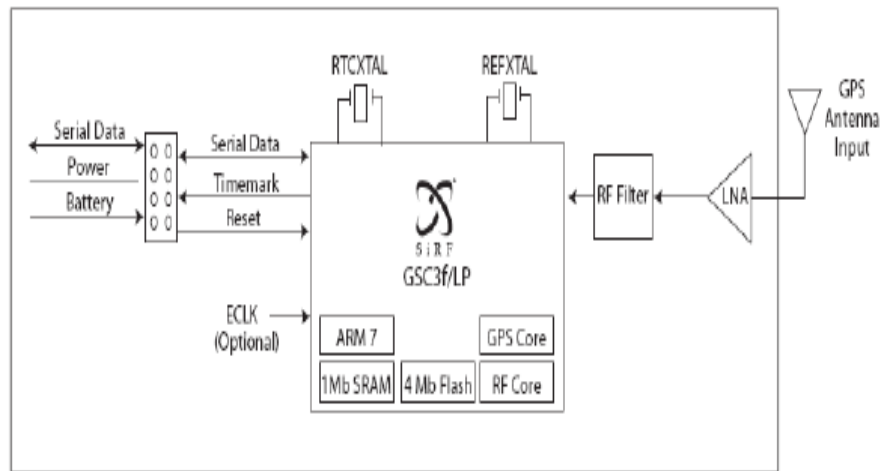 RTCXTAL
REFXTAL
GPS
Antenna
Input
Serial Data
Power
Battery
Serial Data
Timemark
Reset
RF Filter
LNA
SiRF
GSC3f/LP
ECLK
(Optional)
ARM 7
GPS Core
1Mb SRAM
4 Mb Flash
RF Core